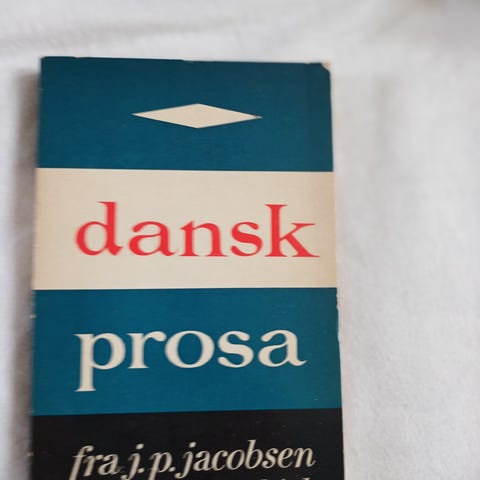 dansk
prosa
fra j.p. jacobsen